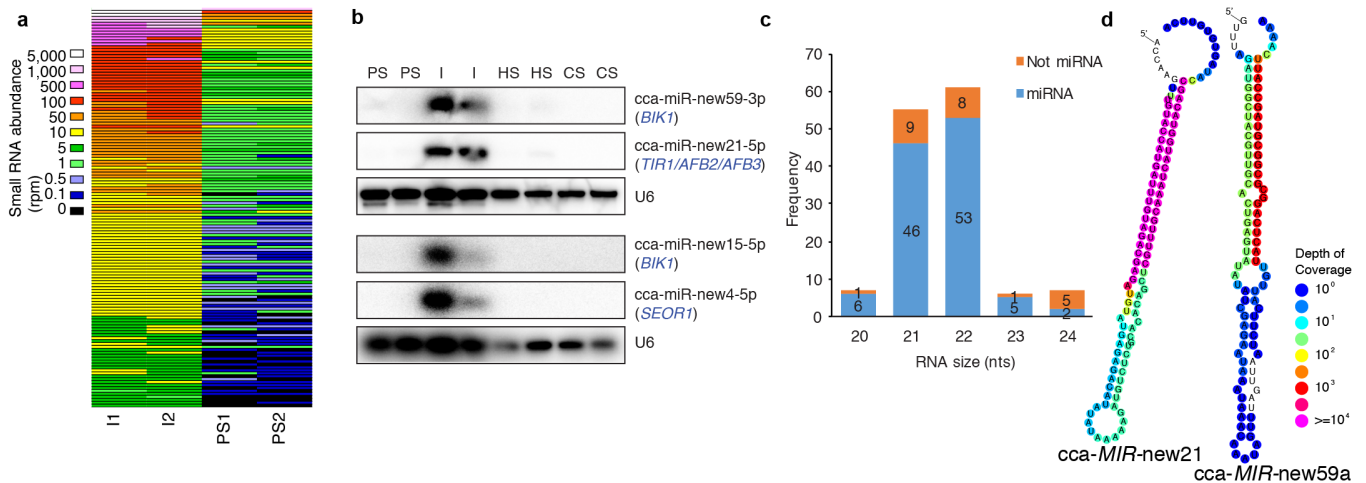 a
Small RNA abundance
(rpm)
5,000
1,000
500
100
50
10
5
1
0.5
0.1
0
I1
I2
PS1
PS2
b
PS PS I I HS HS CS CS
cca-miR-new59-3p
(BIK1)
cca-miR-new21-5p
(TIR1/AFB2/AFB3)
U6
cca-miR-new15-5p
(BIK1)
cca-miR-new4-5p
(SEOR1)
U6
c
Not miRNA
miRNA
Frequency
70
60
50
40
30
20
10
0
1
6
9
46
8
53
1
5
5
2
20 21 22 23 24
RNA size (nts)
d
5'
5'
cca-MIR-new21
cca-MIR-new59a
Depth of
Coverage
10⁰
10¹
10²
10³
>=10⁴